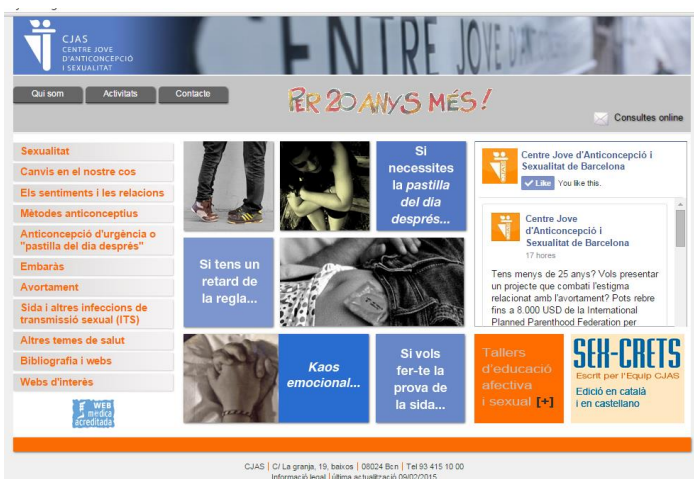 CJAS
CENTRE JOVE
D'ANTICONCEPCIÓ
I SEXUALITAT
CENTRE JOVE D'ANTICO
Qui som
Activitats
Contacte
PER 20 ANYS MÉS!
Consultes online
Sexualitat
Canvis en el nostre cos
Els sentiments i les relacions
Mètodes anticonceptius
Anticoncepció d'urgència o
"pastilla del dia després"
Embaràs
Avortament
Sida i altres infeccions de
transmissió sexual (ITS)
Altres temes de salut
Bibliografia i webs
Webs d'interès
WEB
mèdica
acreditada
Si
necessites
la pastilla
del dia
després...
Si tens un
retard de
la regla...
Kaos
emocional...
Si vols
fer-te la
prova de
la sida...
Centre Jove d'Anticoncepció i
Sexualitat de Barcelona
Like You like this.
Centre Jove
d'Anticoncepció i
Sexualitat de Barcelona
17 hores
Tens menys de 25 anys? Vols presentar
un projecte que combati l'estigma
relacionat amb l'avortament? Pots rebre
fins a 8.000 USD de la International
Planned Parenthood Federation per
Tallers
d'educació
afectiva
i sexual [+]
SEX-CRETS
Escrit per l'Equip CJAS
Edició en català
i en castellano
CJAS | C/ La granja, 19, baixos | 08024 Bcn | Tel 93 415 10 00
Informació legal | última actualització 09/02/2015